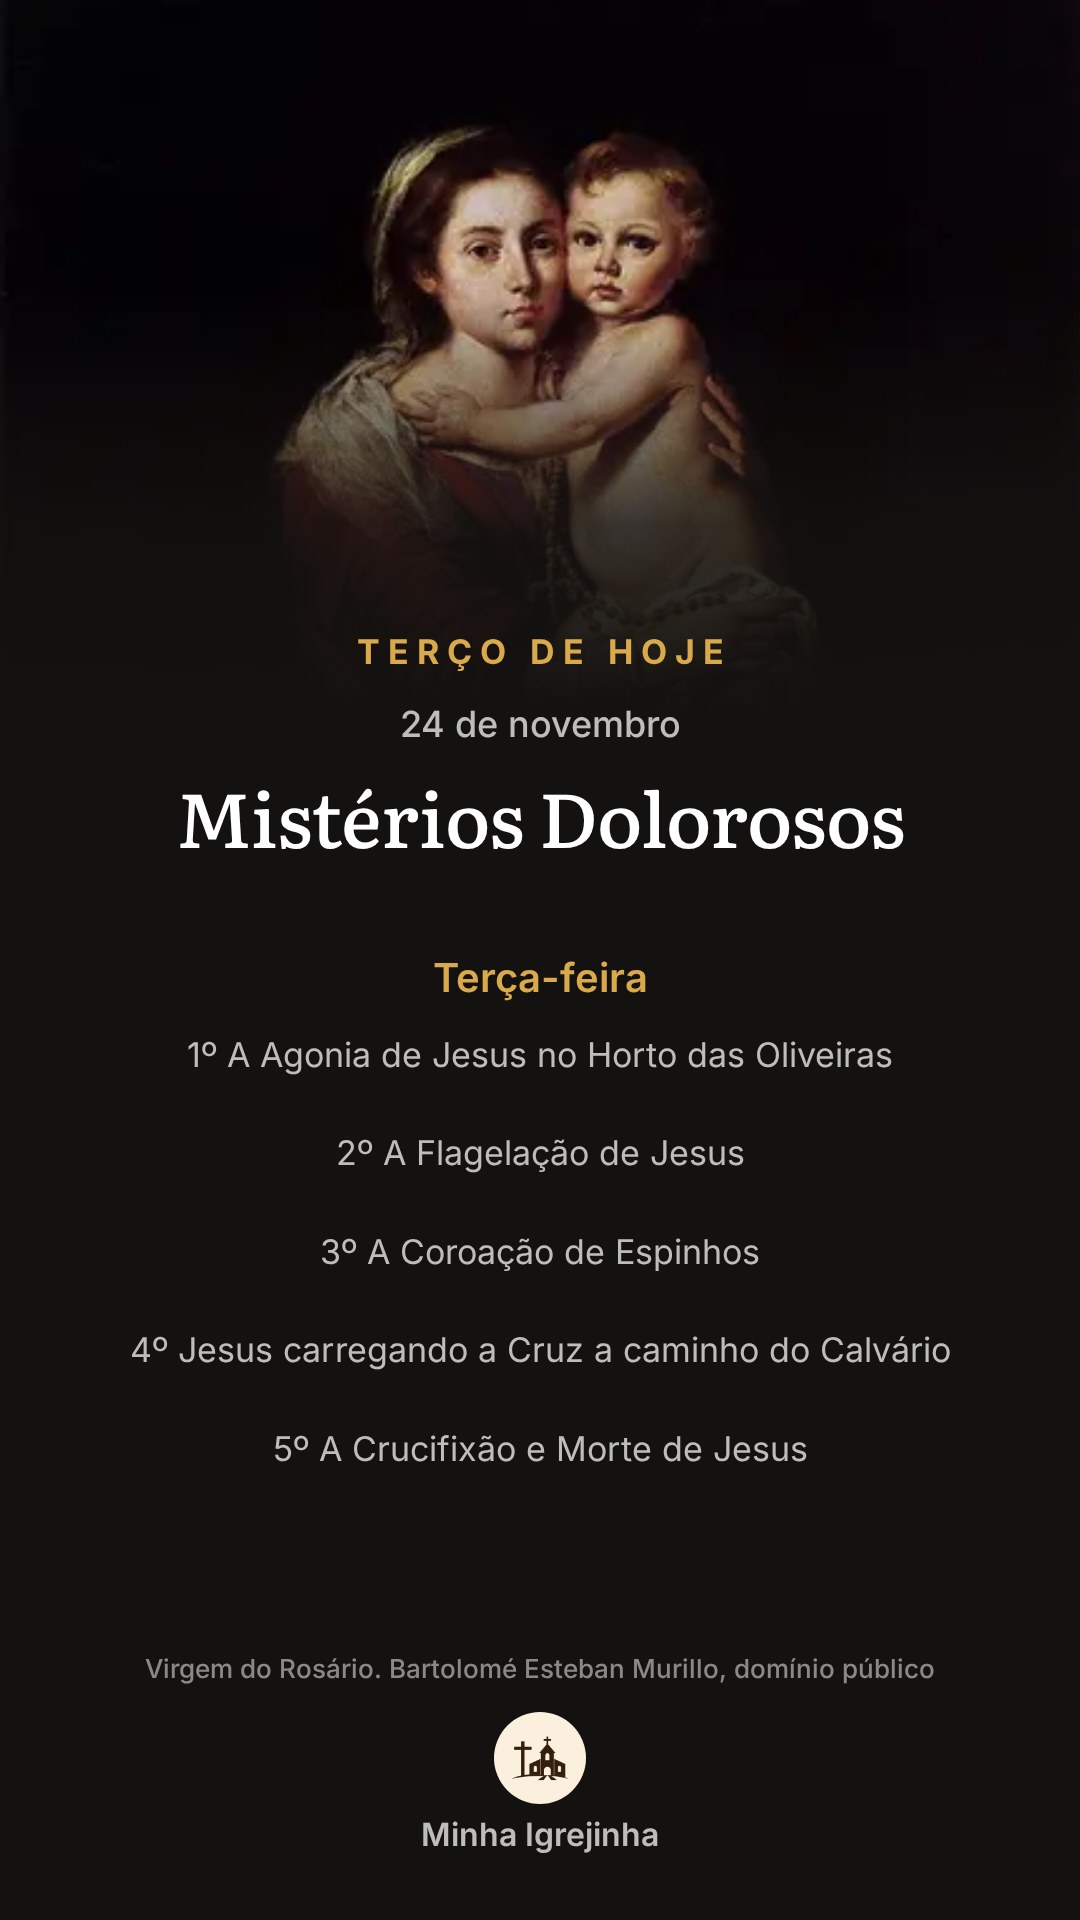 TERÇO DE HOJE
24 de novembro
Mistérios Dolorosos
Terça-feira
1º A Agonia de Jesus no Horto das Oliveiras
2º A Flagelação de Jesus
3º A Coroação de Espinhos
4º Jesus carregando a Cruz a caminho do Calvário
5º A Crucifixão e Morte de Jesus
Virgem do Rosário. Bartolomé Esteban Murillo, domínio público
Minha Igrejinha